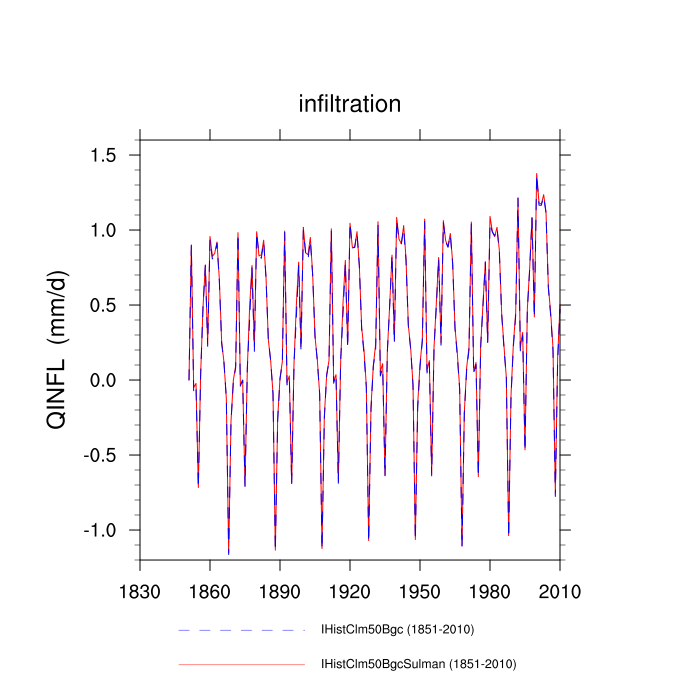 infiltration
QINFL (mm/d)
1.5
1.0
0.5
0.0
-0.5
-1.0
1830 1860 1890 1920 1950 1980 2010
IHistClm50Bgc (1851-2010)
IHistClm50BgcSulman (1851-2010)